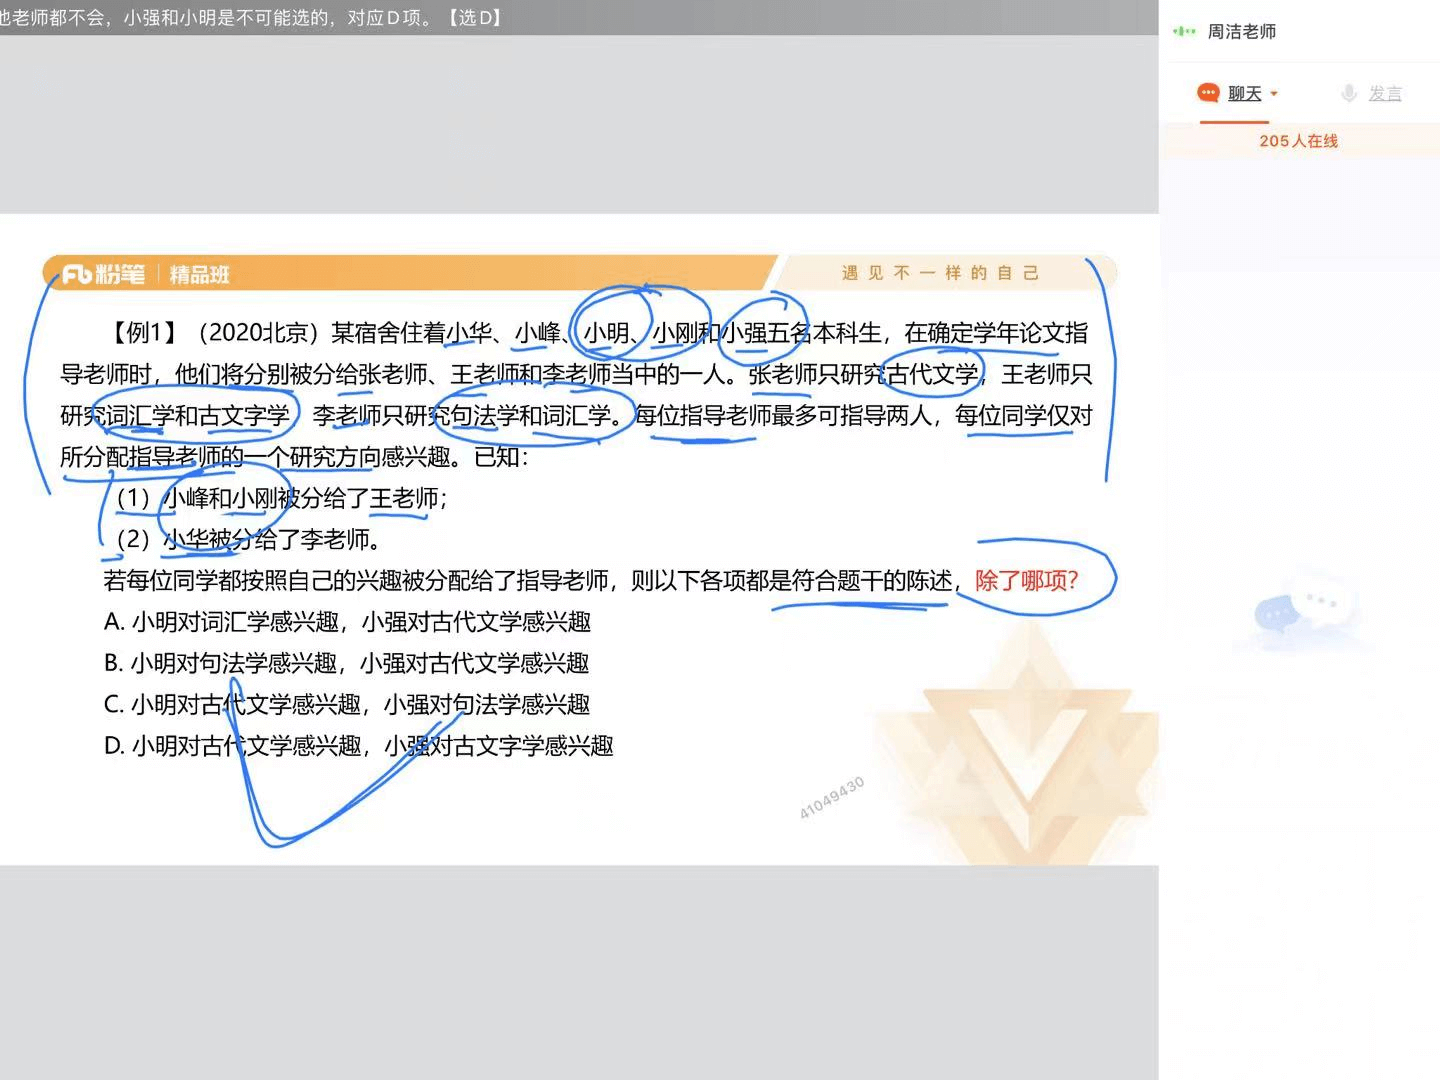 他老师都不会，小强和小明是不可能选的，对应D项。【选D】
周洁老师
聊天
发言
205人在线
粉笔 精品班
遇见不一样的自己
【例1】（2020北京）某宿舍住着小华、小峰、小明、小刚和小强五名本科生，在确定学年论文指
导老师时，他们将分别被分给张老师、王老师和李老师当中的一人。张老师只研究古代文学，王老师只
研究词汇学和古文字学，李老师只研究句法学和词汇学。每位指导老师最多可指导两人，每位同学仅对
所分配指导老师的一个研究方向感兴趣。已知：
（1）小峰和小刚被分给了王老师；
（2）小华被分给了李老师。
若每位同学都按照自己的兴趣被分配给了指导老师，则以下各项都是符合题干的陈述，除了哪项？
A. 小明对词汇学感兴趣，小强对古代文学感兴趣
B. 小明对句法学感兴趣，小强对古代文学感兴趣
C. 小明对古代文学感兴趣，小强对句法学感兴趣
D. 小明对古代文学感兴趣，小强对古文字学感兴趣
41049430